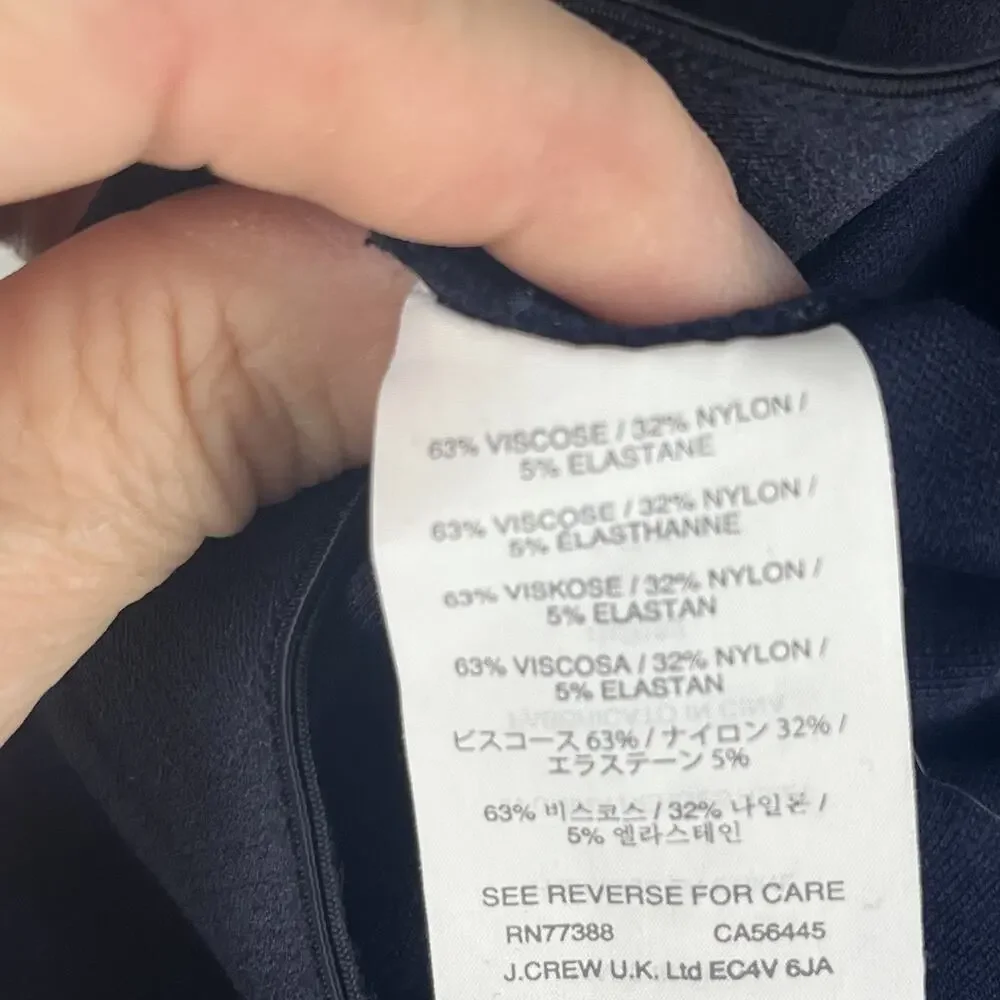 63% VISCOSE / 32% NYLON /
5% ELASTANE
63% VISCOSE / 32% NYLON /
5% ÉLASTHANNE
63% VISKOSE / 32% NYLON /
5% ELASTAN
63% VISCOSA / 32% NYLON /
5% ELASTAN
ビスコース 63% / ナイロン 32% /
エラステーン 5%
63% 비스코스 / 32% 나일론 /
5% 엘라스테인
SEE REVERSE FOR CARE
RN77388 CA56445
J.CREW U.K. Ltd EC4V 6JA